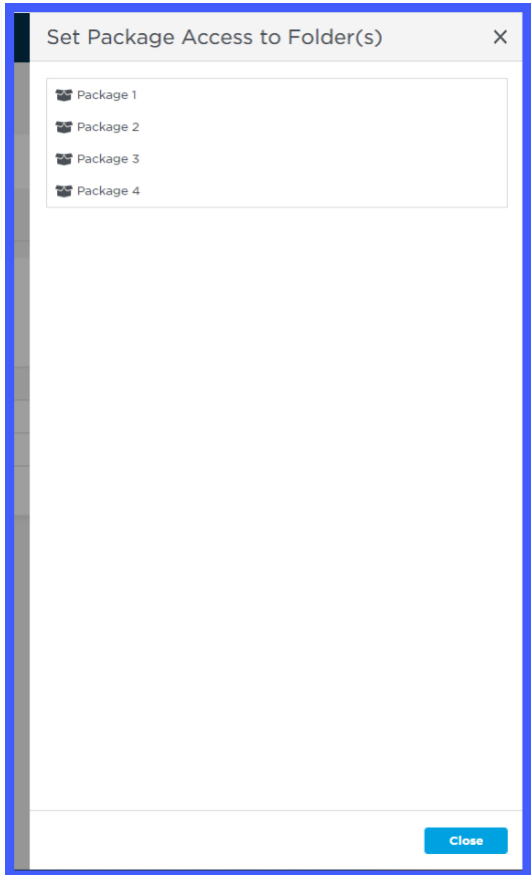 Set Package Access to Folder(s)
Package 1
Package 2
Package 3
Package 4
Close